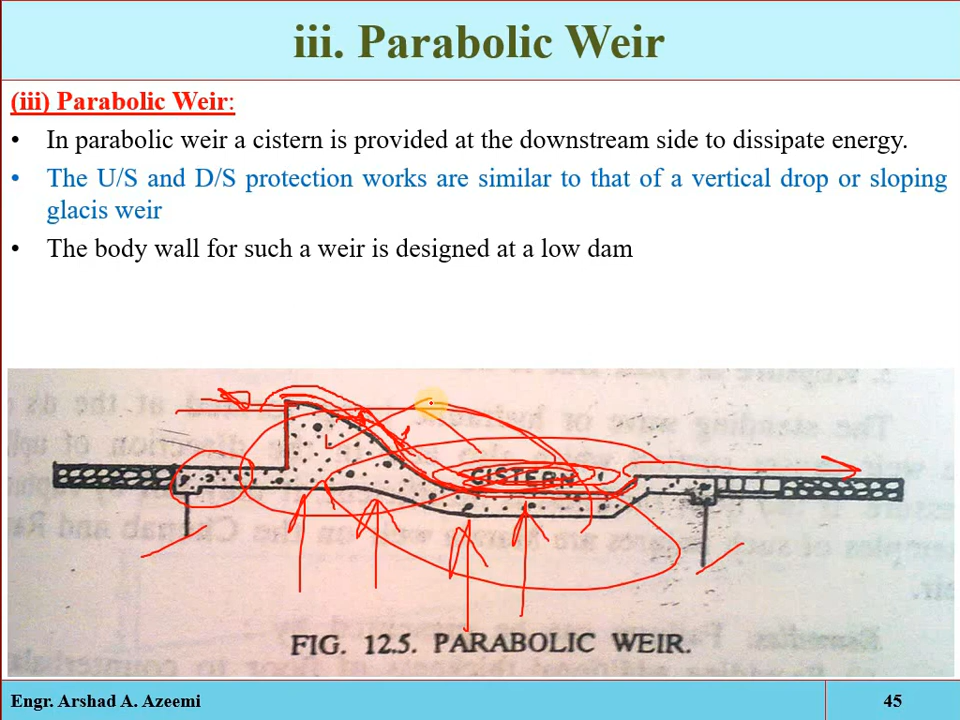 iii. Parabolic Weir
(iii) Parabolic Weir:
• In parabolic weir a cistern is provided at the downstream side to dissipate energy.
• The U/S and D/S protection works are similar to that of a vertical drop or sloping
glacis weir
• The body wall for such a weir is designed at a low dam
CISTERN
FIG. 12.5. PARABOLIC WEIR.
Engr. Arshad A. Azeemi
45